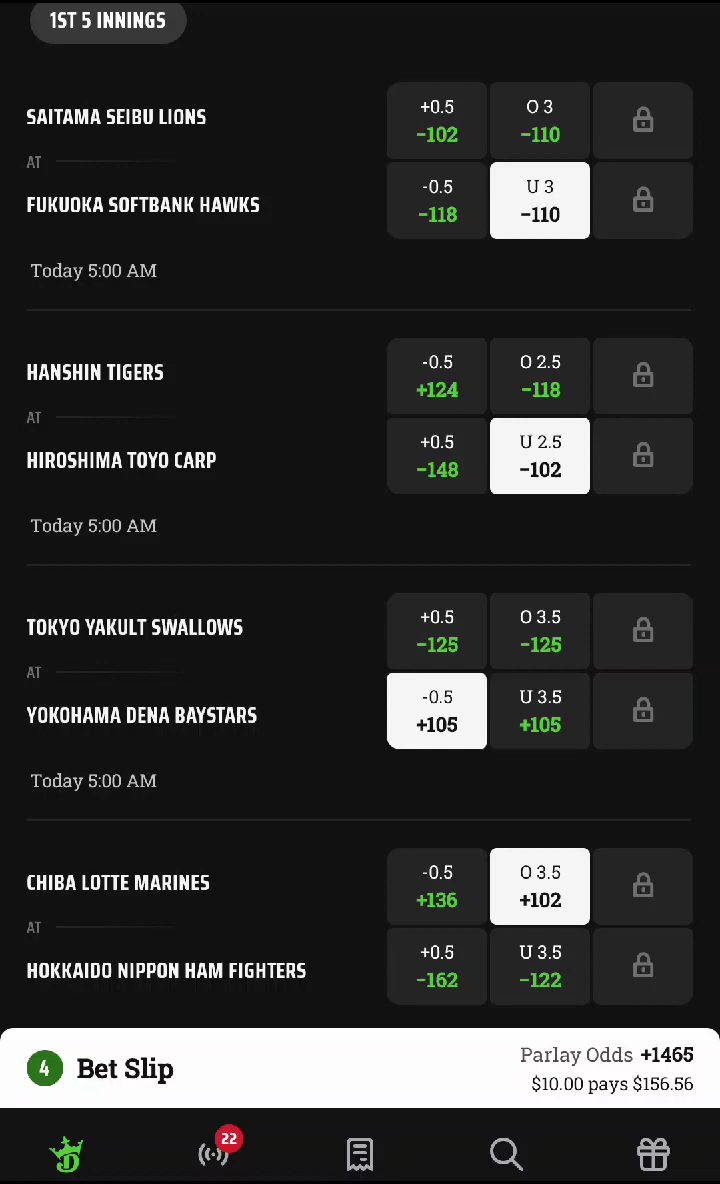 1ST 5 INNINGS
SAITAMA SEIBU LIONS
+0.5
−102
O 3
−110
AT
FUKUOKA SOFTBANK HAWKS
-0.5
−118
U 3
−110
Today 5:00 AM
HANSHIN TIGERS
-0.5
+124
O 2.5
−118
AT
HIROSHIMA TOYO CARP
+0.5
−148
U 2.5
−102
Today 5:00 AM
TOKYO YAKULT SWALLOWS
+0.5
−125
O 3.5
−125
AT
YOKOHAMA DENA BAYSTARS
-0.5
+105
U 3.5
+105
Today 5:00 AM
CHIBA LOTTE MARINES
-0.5
+136
O 3.5
+102
AT
HOKKAIDO NIPPON HAM FIGHTERS
+0.5
−162
U 3.5
−122
4 Bet Slip
Parlay Odds +1465
$10.00 pays $156.56
22